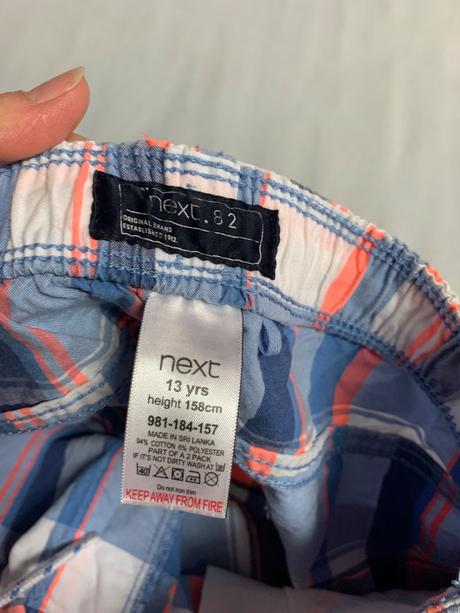 next.82
ORIGINAL BRAND
ESTABLISHED 1982.
next
13 yrs
height 158cm
981-184-157
MADE IN SRI LANKA
94% COTTON 6% POLYESTER
PART OF A 2 PACK
IF IT'S NOT DIRTY WASH AT
40
Do not iron trim
KEEP AWAY FROM FIRE